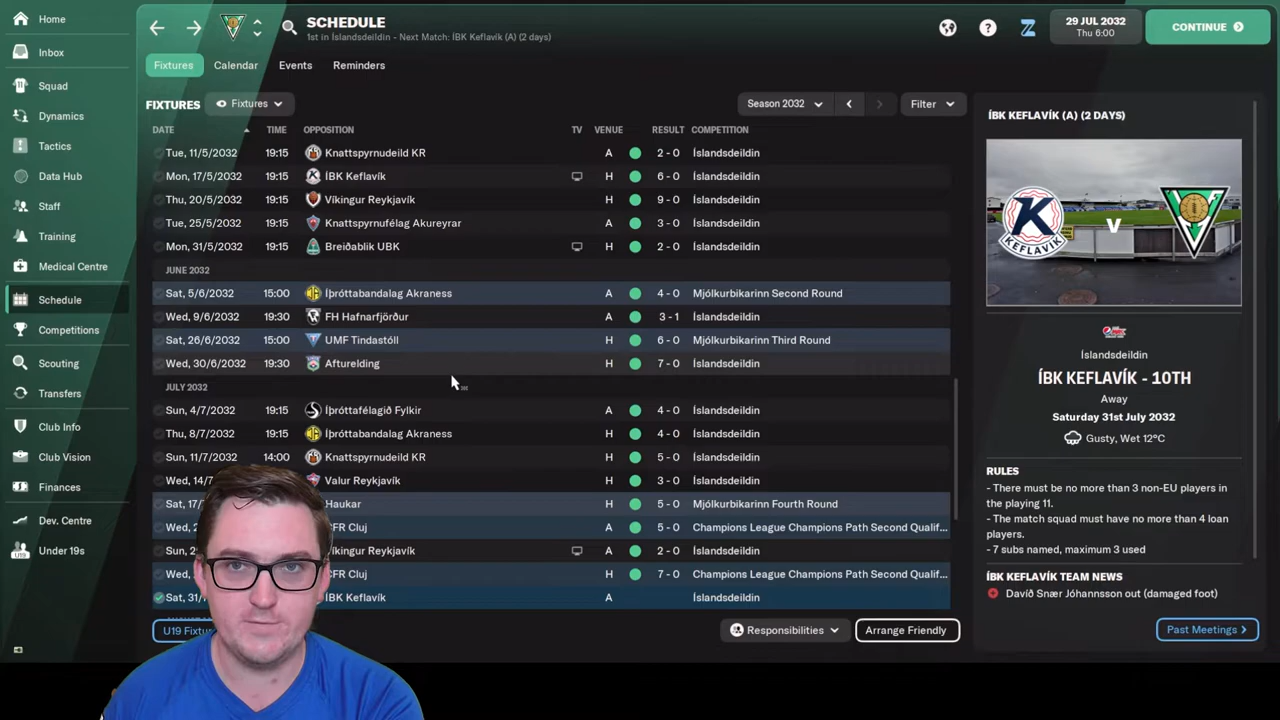 Home
Inbox
Squad
Dynamics
Tactics
Data Hub
Staff
Training
Medical Centre
Schedule
Competitions
Scouting
Transfers
Club Info
Club Vision
Finances
Dev. Centre
Under 19s
SCHEDULE
1st in Íslandsdeildin - Next Match: ÍBK Keflavík (A) (2 days)
29 JUL 2032
Thu 6:00
CONTINUE
Fixtures Calendar Events Reminders
FIXTURES Fixtures Season 2032 Filter
DATE TIME OPPOSITION TV VENUE RESULT COMPETITION
Tue, 11/5/2032 19:15 Knattspyrnudeild KR A 2 - 0 Íslandsdeildin
Mon, 17/5/2032 19:15 ÍBK Keflavík H 6 - 0 Íslandsdeildin
Thu, 20/5/2032 19:15 Víkingur Reykjavík H 9 - 0 Íslandsdeildin
Tue, 25/5/2032 19:15 Knattspyrnufélag Akureyrar A 3 - 0 Íslandsdeildin
Mon, 31/5/2032 19:15 Breiðablik UBK H 2 - 0 Íslandsdeildin
JUNE 2032
Sat, 5/6/2032 15:00 Íþróttabandalag Akraness A 4 - 0 Mjólkurbikarinn Second Round
Wed, 9/6/2032 19:30 FH Hafnarfjörður A 3 - 1 Íslandsdeildin
Sat, 26/6/2032 15:00 UMF Tindastóll H 6 - 0 Mjólkurbikarinn Third Round
Wed, 30/6/2032 19:30 Afturelding H 7 - 0 Íslandsdeildin
JULY 2032
Sun, 4/7/2032 19:15 Íþróttafélagið Fylkir A 4 - 0 Íslandsdeildin
Thu, 8/7/2032 19:15 Íþróttabandalag Akraness H 4 - 0 Íslandsdeildin
Sun, 11/7/2032 14:00 Knattspyrnudeild KR H 5 - 0 Íslandsdeildin
Wed, 14/7 Valur Reykjavík H 3 - 0 Íslandsdeildin
Sat, 17/ Haukar H 5 - 0 Mjólkurbikarinn Fourth Round
Wed, 2 CFR Cluj A 5 - 0 Champions League Champions Path Second Qualif...
Sun, 2 Víkingur Reykjavík A 2 - 0 Íslandsdeildin
Wed, CFR Cluj H 7 - 0 Champions League Champions Path Second Qualif...
Sat, 31/ ÍBK Keflavík A Íslandsdeildin
U19 Fixtu Responsibilities Arrange Friendly
ÍBK KEFLAVÍK (A) (2 DAYS)
K
KEFLAVÍK
V
Íslandsdeildin
ÍBK KEFLAVÍK - 10TH
Away
Saturday 31st July 2032
Gusty, Wet 12°C
RULES
- There must be no more than 3 non-EU players in
the playing 11.
- The match squad must have no more than 4 loan
players.
- 7 subs named, maximum 3 used
ÍBK KEFLAVÍK TEAM NEWS
Davíð Snær Jóhannsson out (damaged foot)
Past Meetings